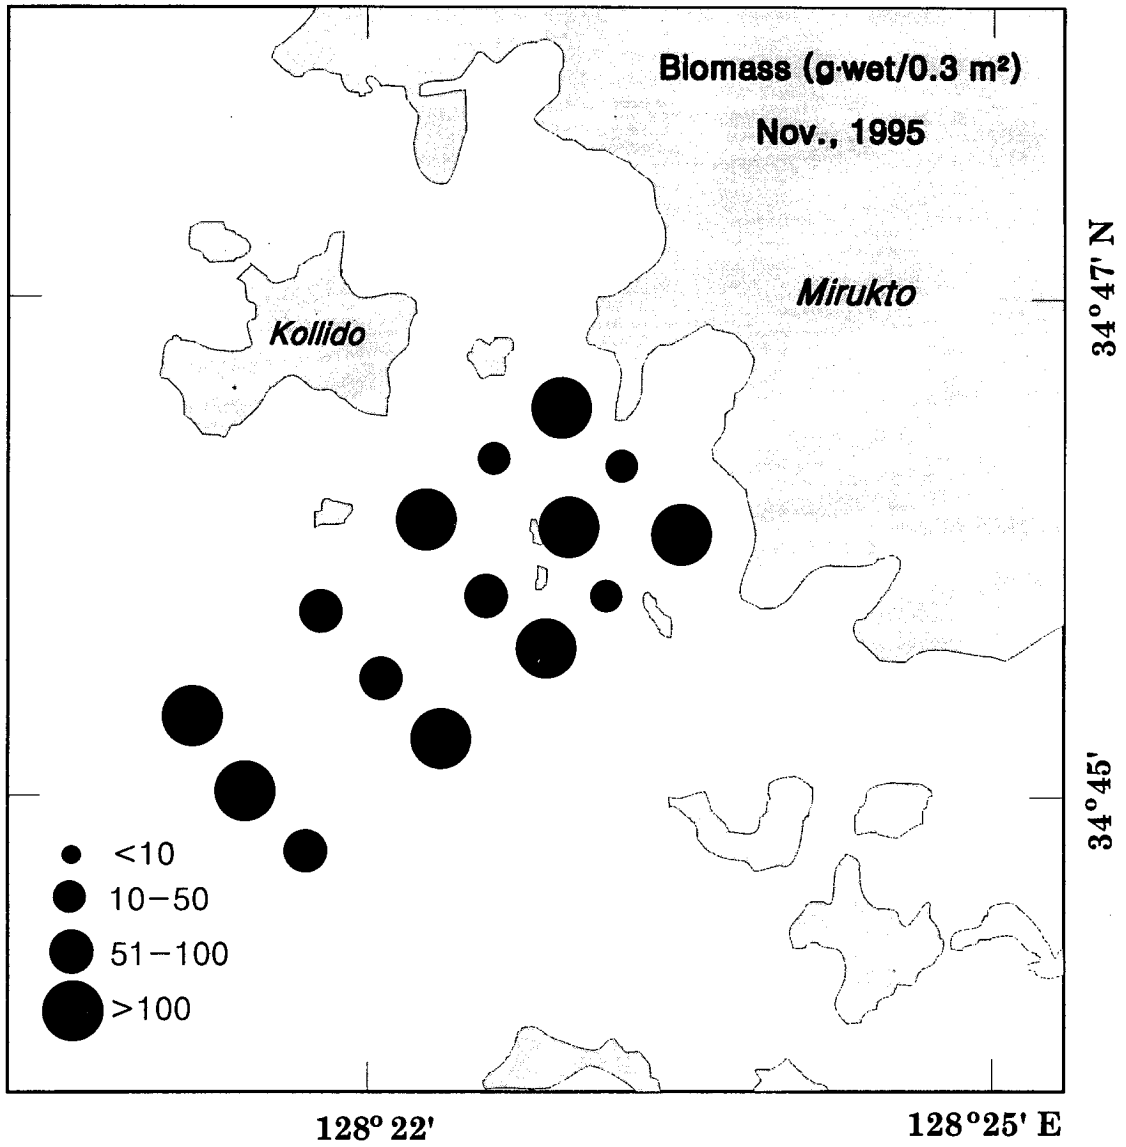 Biomass (g·wet/0.3 m²)
Nov., 1995
34°47' N
Mirukto
Kollido
34°45'
<10
10−50
51−100
>100
128° 22'
128°25' E